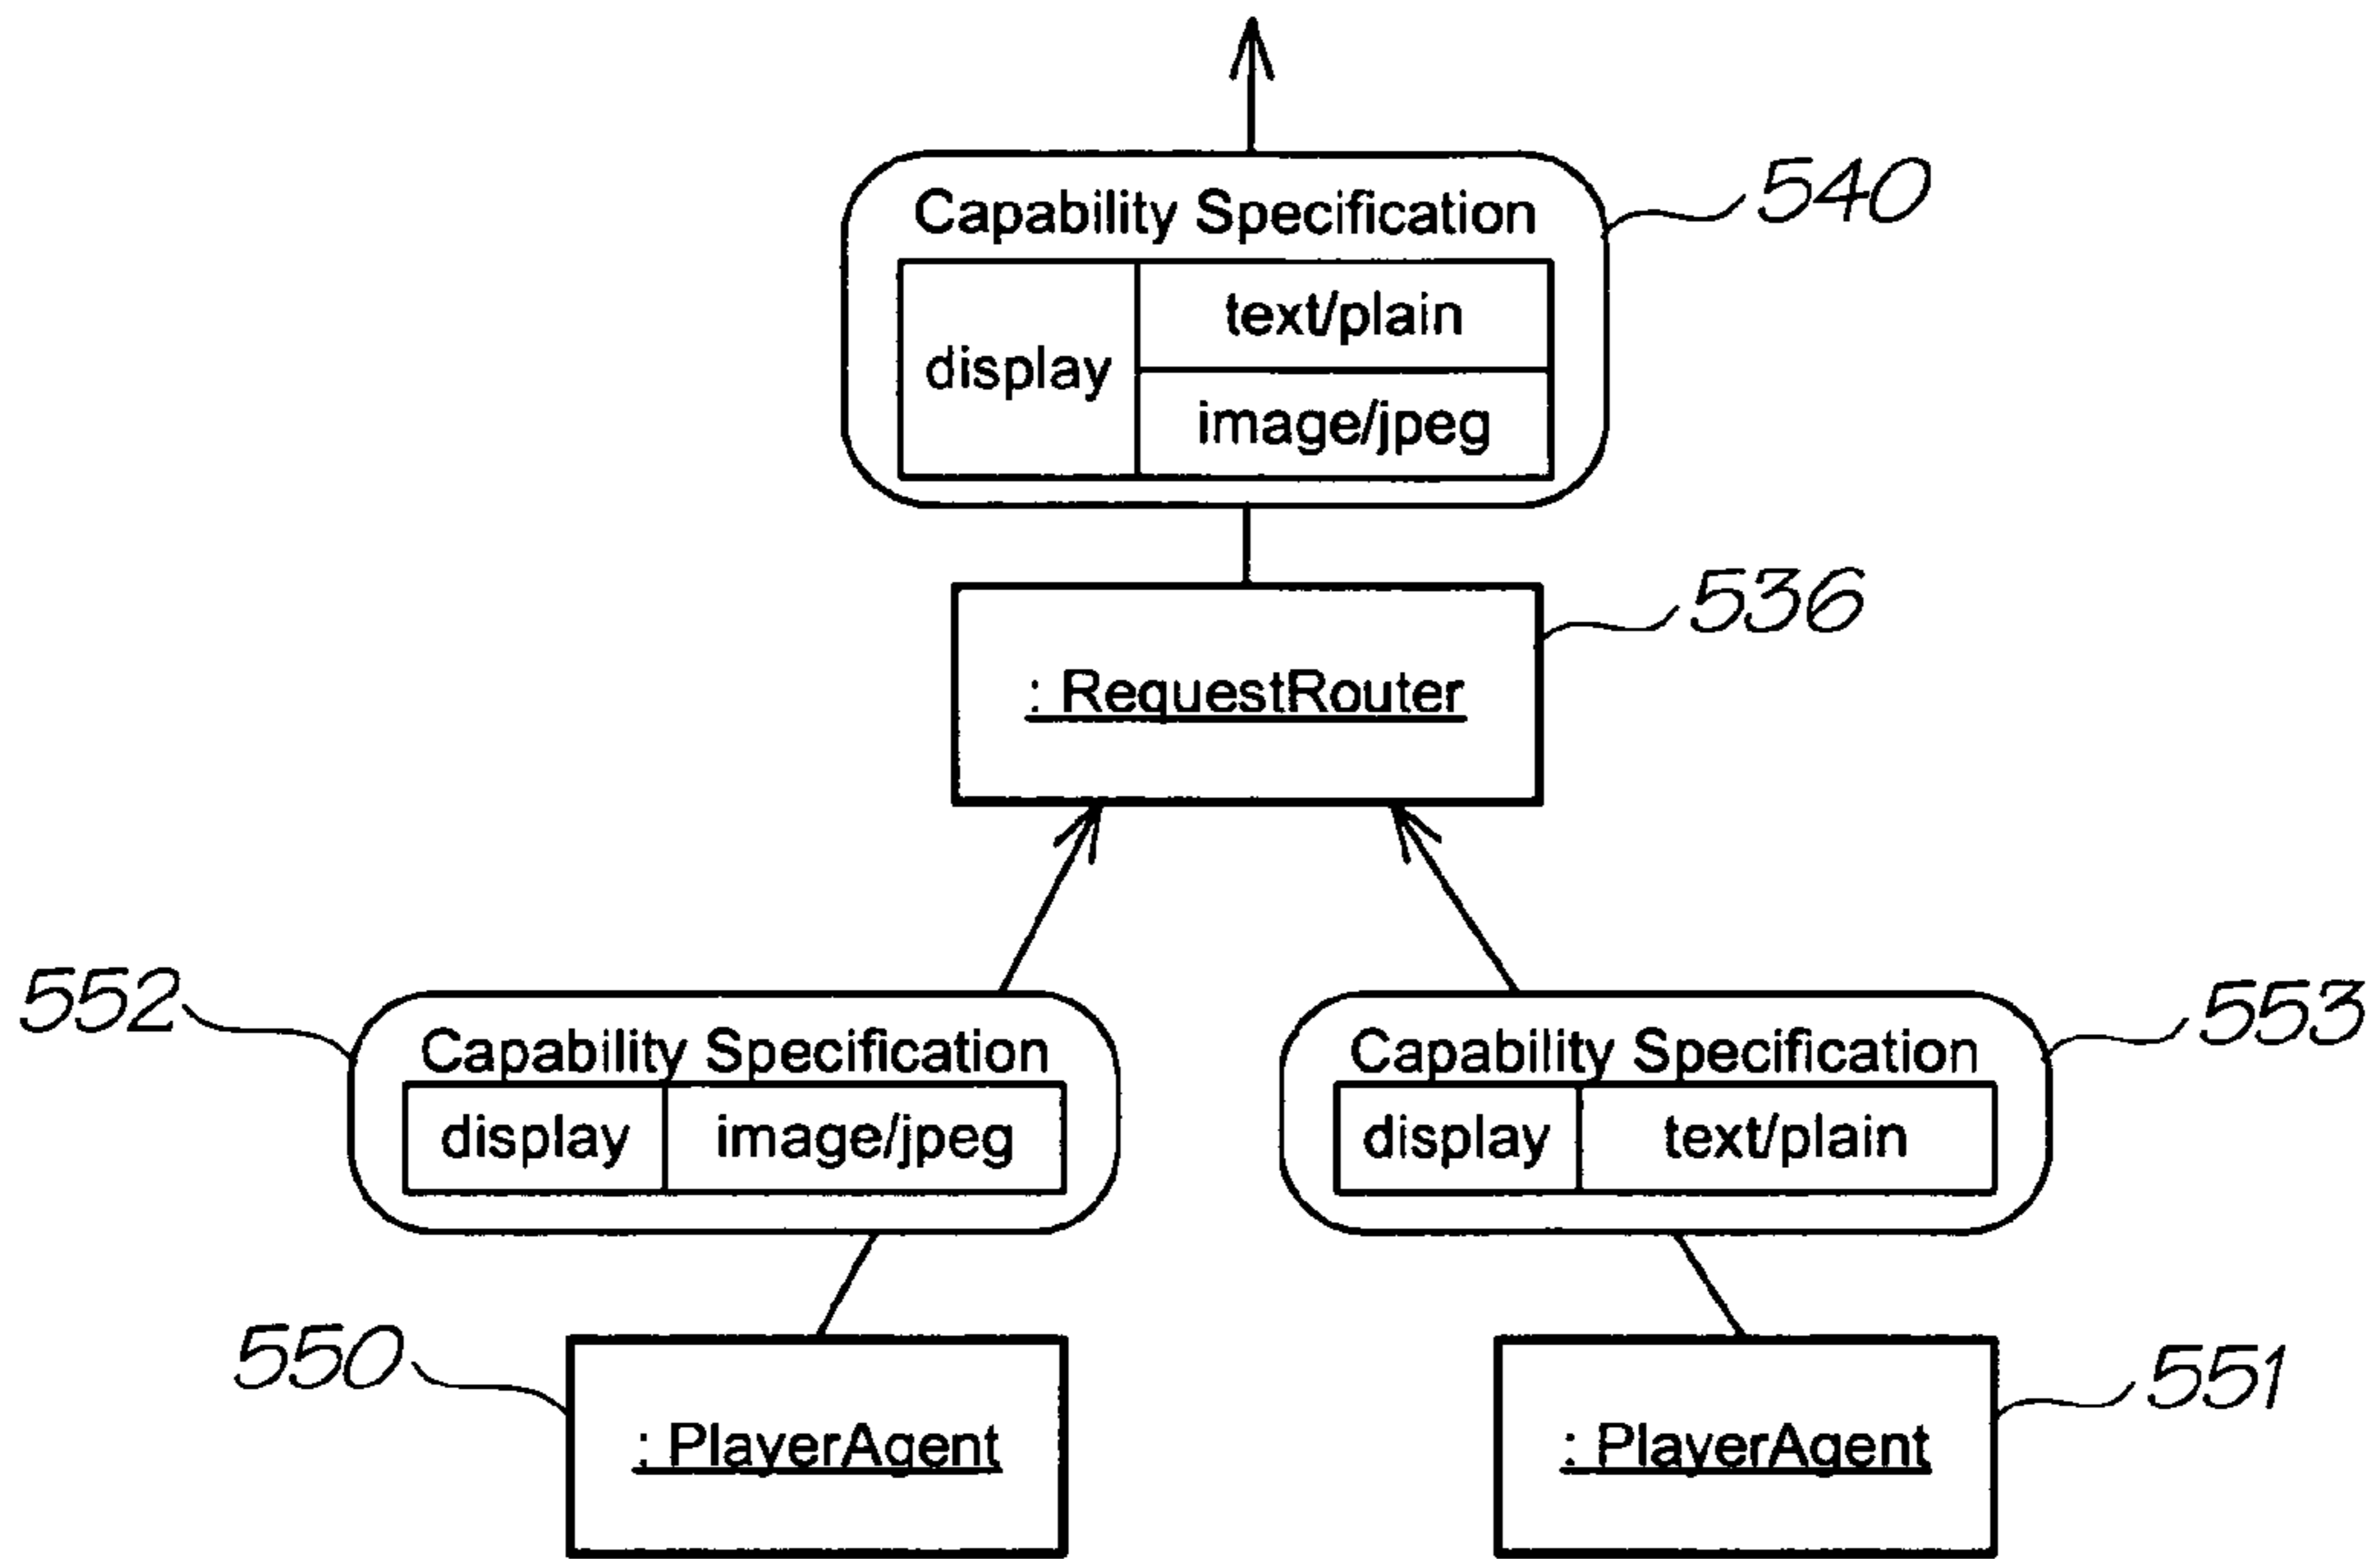 Capability Specification
540
display
text/plain
image/jpeg
536
: RequestRouter
552
Capability Specification
display image/jpeg
553
Capability Specification
display text/plain
550
: PlayerAgent
551
: PlayerAgent